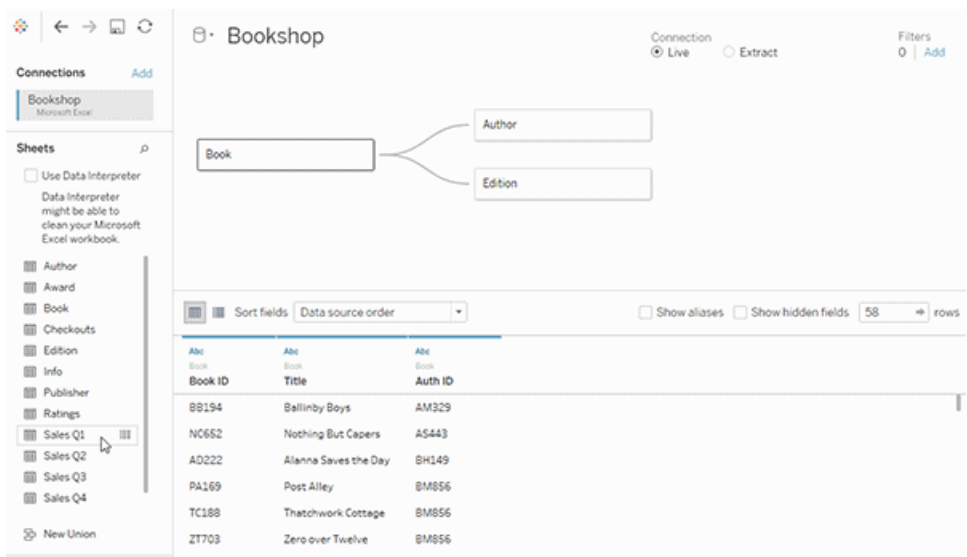 Bookshop
Connection
Live
Extract
Filters
0 | Add
Connections Add
Bookshop
Microsoft Excel
Sheets
Use Data Interpreter
Data Interpreter
might be able to
clean your Microsoft
Excel workbook.
Author
Award
Book
Checkouts
Edition
Info
Publisher
Ratings
Sales Q1
Sales Q2
Sales Q3
Sales Q4
New Union
Book
Author
Edition
Sort fields Data source order
Show aliases Show hidden fields 58 rows
Abc Abc Abc
Book Book Book
Book ID Title Auth ID
BB194 Ballinby Boys AM329
NC652 Nothing But Capers AS443
AD222 Alanna Saves the Day BH149
PA169 Post Alley BM856
TC188 Thatchwork Cottage BM856
ZT703 Zero over Twelve BM856